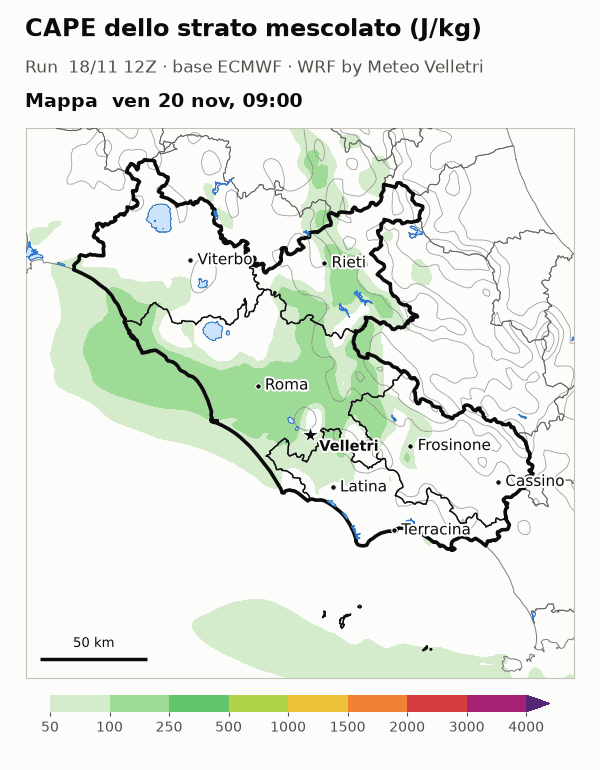 CAPE dello strato mescolato (J/kg)
Run  18/11 12Z · base ECMWF · WRF by Meteo Velletri
Mappa  ven 20 nov, 09:00
Viterbo
Rieti
Roma
Velletri
Frosinone
Latina
Cassino
Terracina
50 km
50 100 250 500 1000 1500 2000 3000 4000